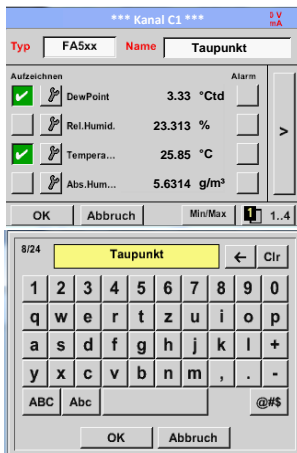 *** Kanal C1 ***
0 V
mA
Typ FA5xx Name Taupunkt
Aufzeichnen Alarm
DewPoint 3.33 °Ctd
Rel.Humid. 23.313 %
>
Tempera... 25.85 °C
Abs.Hum... 5.6314 g/m³
OK Abbruch Min/Max 1 1..4
8/24 Taupunkt ← Clr
1 2 3 4 5 6 7 8 9 0
q w e r t z u i o p
a s d f g h j k l +
y x c v b n m , . -
ABC Abc @#$
OK Abbruch